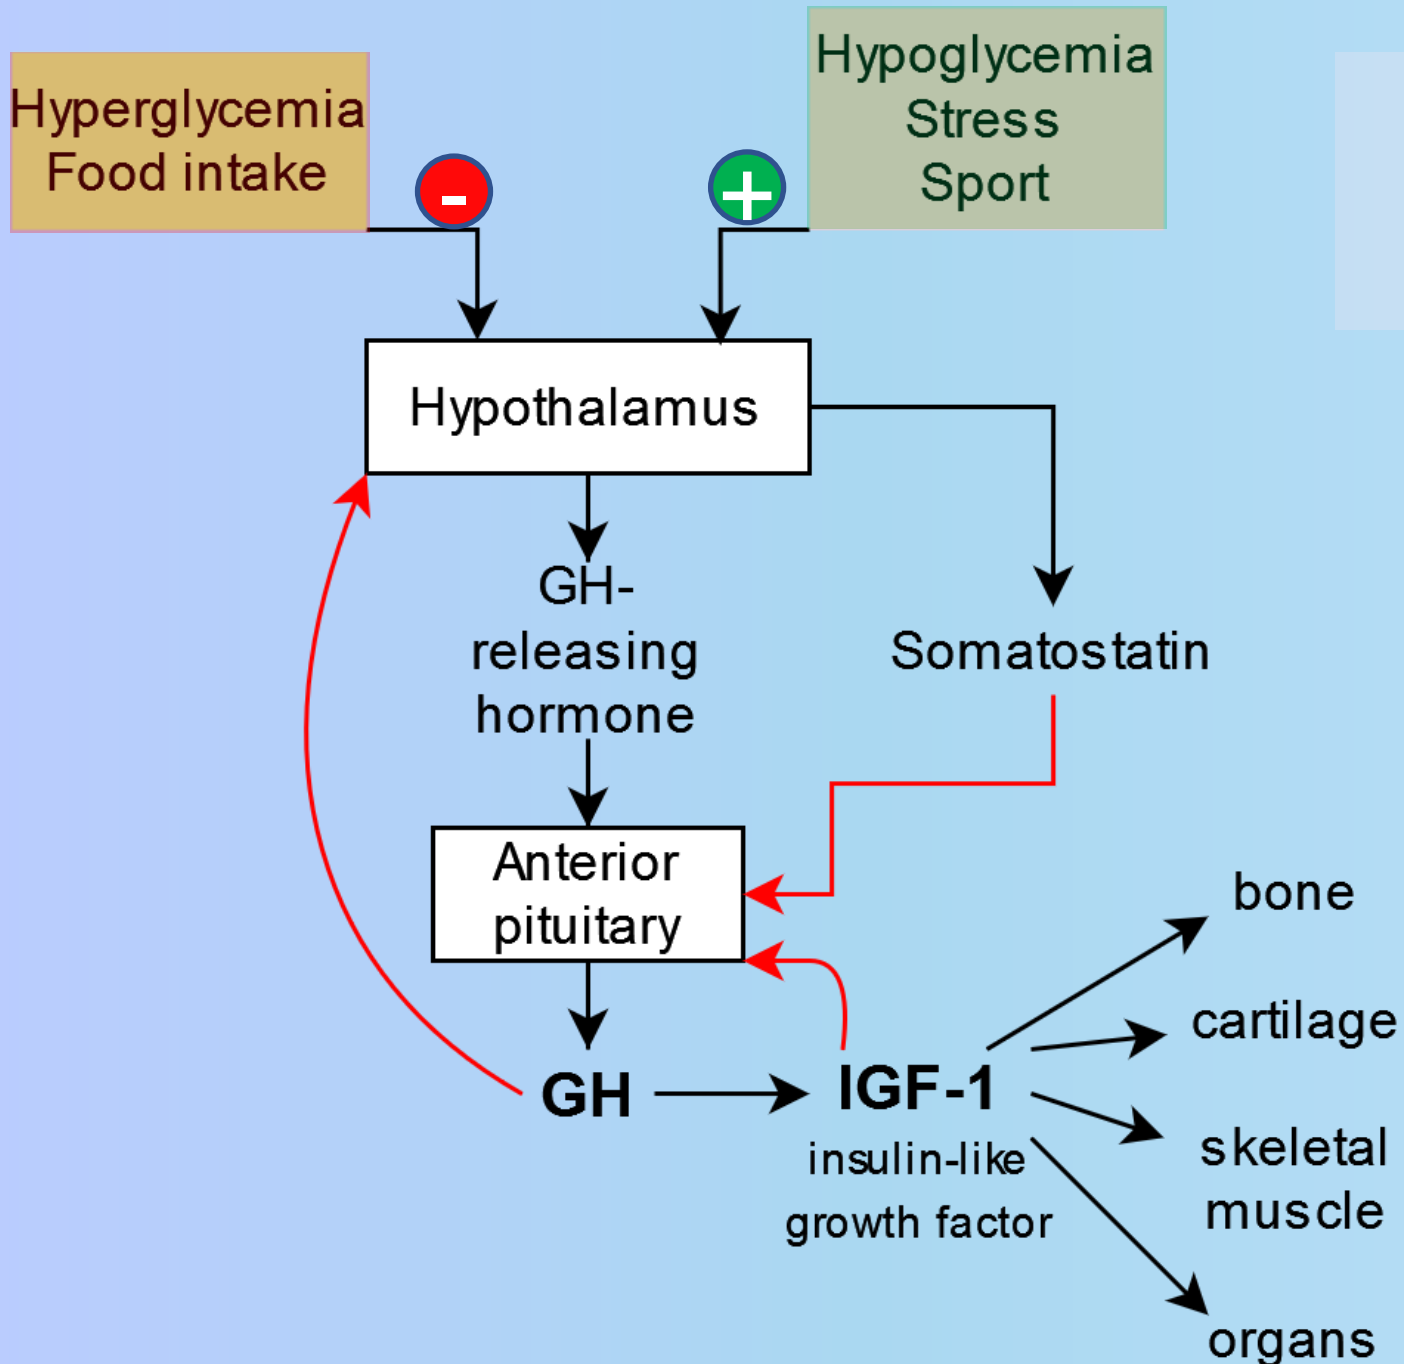 Hyperglycemia
Food intake
-
+
Hypoglycemia
Stress
Sport
Hypothalamus
GH-
releasing
hormone
Somatostatin
Anterior
pituitary
GH
IGF-1
insulin-like
growth factor
bone
cartilage
skeletal
muscle
organs